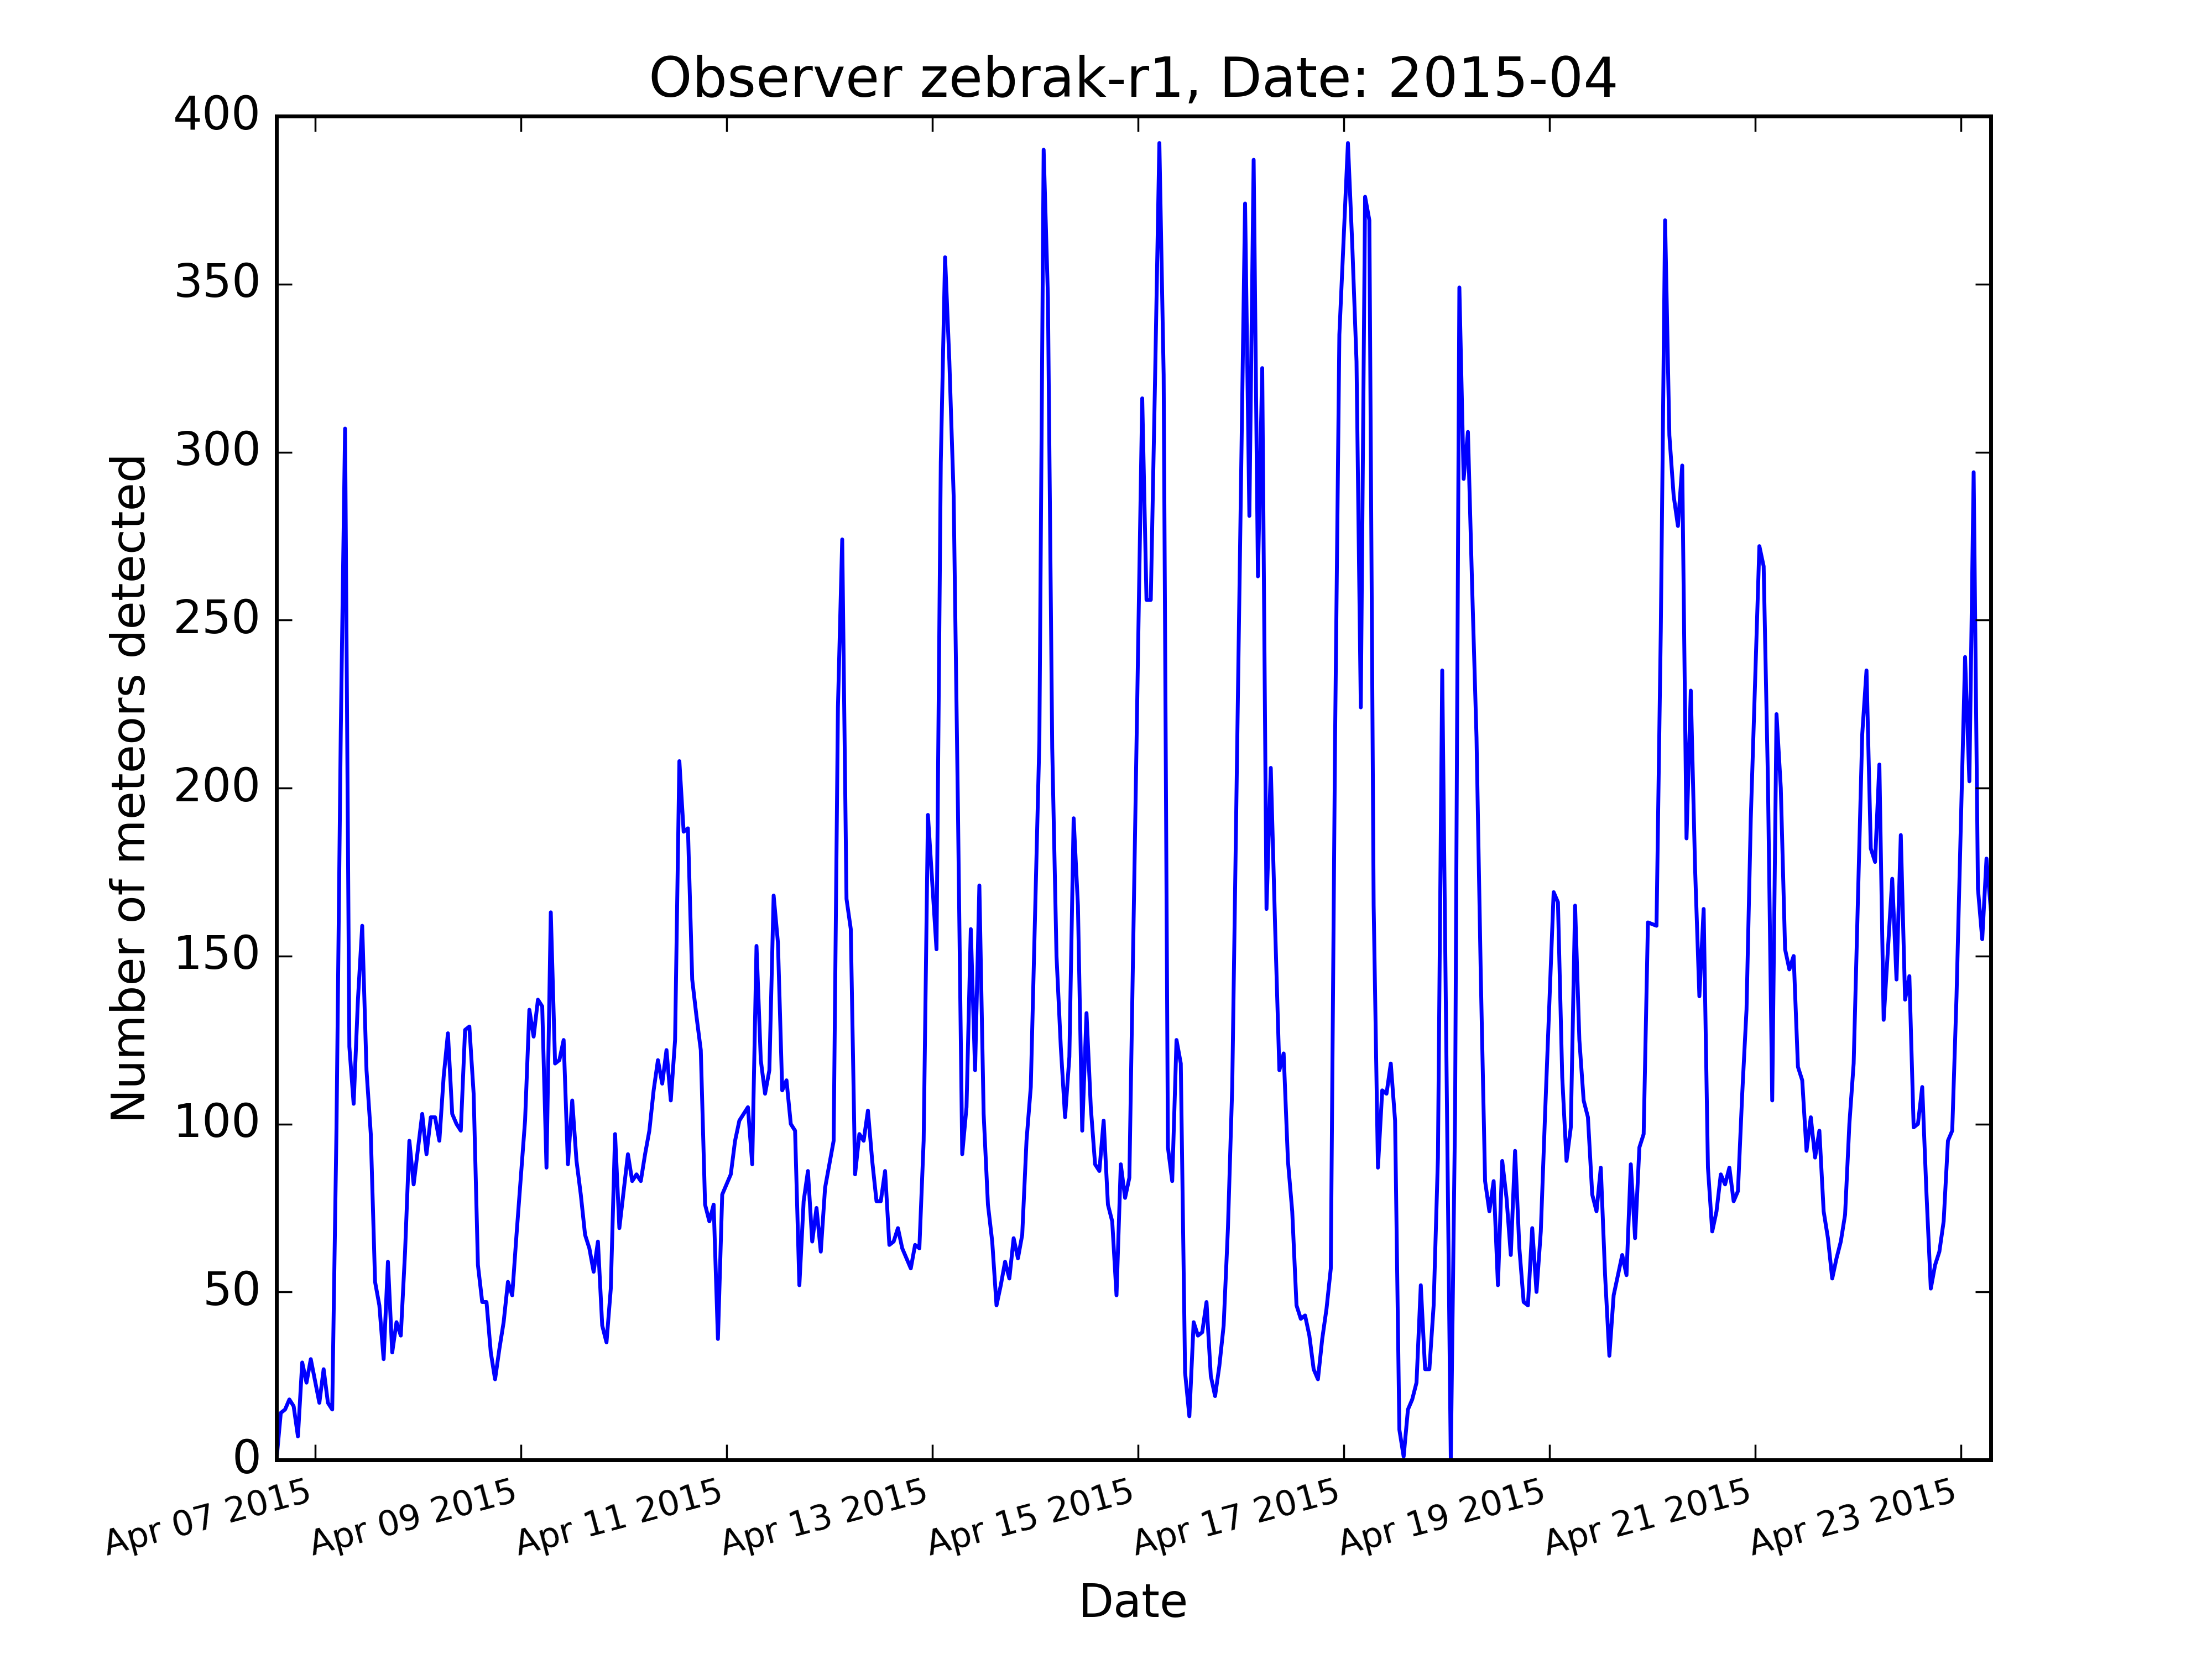 Observer zebrak-r1, Date: 2015-04
400
350
300
250
200
150
100
50
0
Number of meteors detected
Apr 07 2015
Apr 09 2015
Apr 11 2015
Apr 13 2015
Apr 15 2015
Apr 17 2015
Apr 19 2015
Apr 21 2015
Apr 23 2015
Date